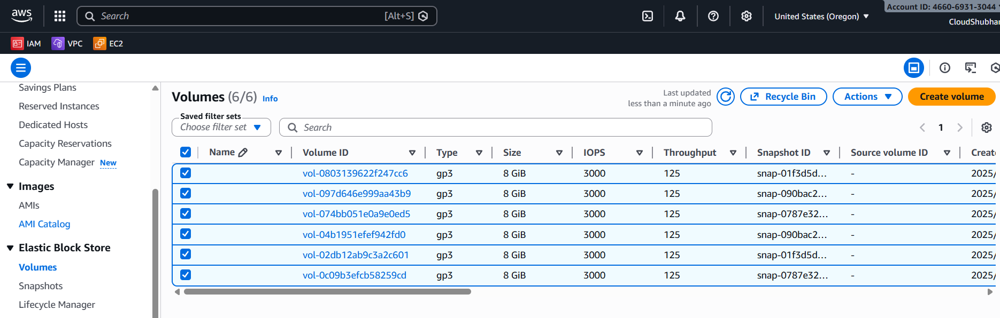 aws
Search [Alt+S]
United States (Oregon)
Account ID: 4660-6931-3044
CloudShubhar
IAM VPC EC2
Savings Plans
Reserved Instances
Dedicated Hosts
Capacity Reservations
Capacity Manager New
Images
AMIs
AMI Catalog
Elastic Block Store
Volumes
Snapshots
Lifecycle Manager
Volumes (6/6) Info
Last updated
less than a minute ago
Recycle Bin Actions Create volume
Saved filter sets
Choose filter set
Search
1
Name Volume ID Type Size IOPS Throughput Snapshot ID Source volume ID Create
vol-0803139622f247cc6 gp3 8 GiB 3000 125 snap-01f3d5d... - 2025/
vol-097d646e999aa43b9 gp3 8 GiB 3000 125 snap-090bac2... - 2025/
vol-074bb051e0a9e0ed5 gp3 8 GiB 3000 125 snap-0787e32... - 2025/
vol-04b1951efef942fd0 gp3 8 GiB 3000 125 snap-090bac2... - 2025/
vol-02db12ab9c3a2c601 gp3 8 GiB 3000 125 snap-01f3d5d... - 2025/
vol-0c09b3efcb58259cd gp3 8 GiB 3000 125 snap-0787e32... - 2025/